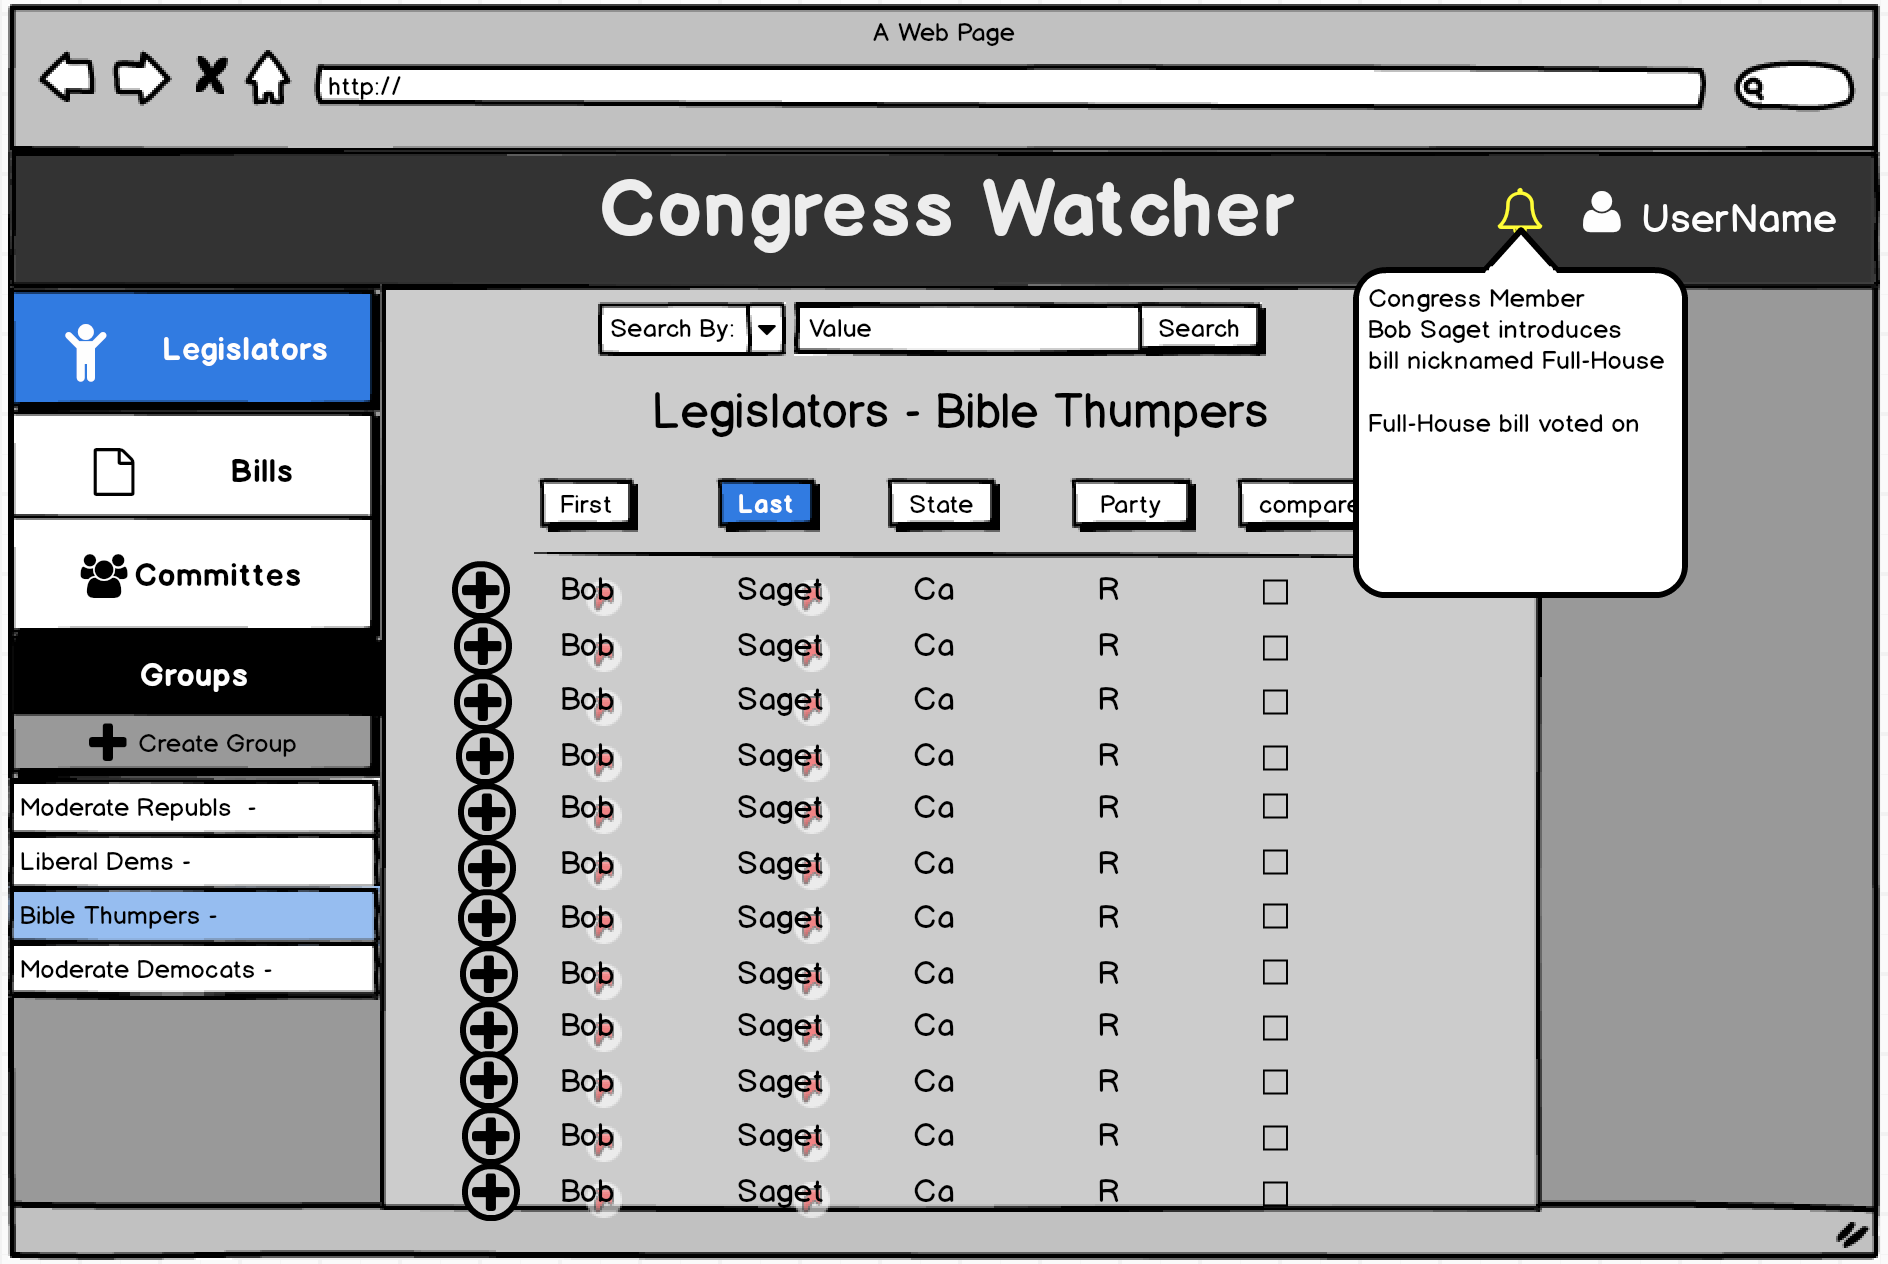 A Web Page
http://
Congress Watcher
UserName
Congress Member
Bob Saget introduces
bill nicknamed Full-House
Full-House bill voted on
Legislators
Bills
Committes
Groups
Create Group
Moderate Republs -
Liberal Dems -
Bible Thumpers -
Moderate Democats -
Search By: Value Search
Legislators - Bible Thumpers
First Last State Party compare
Bob Saget Ca R
Bob Saget Ca R
Bob Saget Ca R
Bob Saget Ca R
Bob Saget Ca R
Bob Saget Ca R
Bob Saget Ca R
Bob Saget Ca R
Bob Saget Ca R
Bob Saget Ca R
Bob Saget Ca R
Bob Saget Ca R